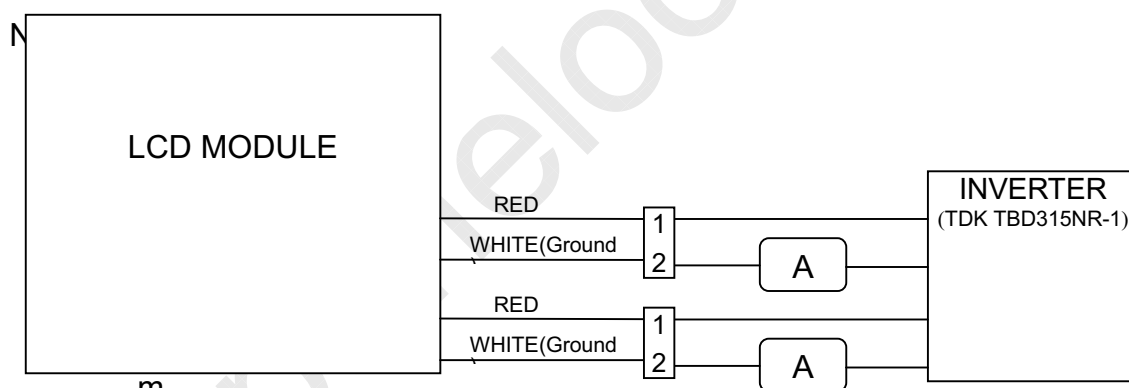 N
LCD MODULE
INVERTER
(TDK TBD315NR-1)
RED
1
WHITE(Ground
2
A
RED
1
WHITE(Ground
2
A
m